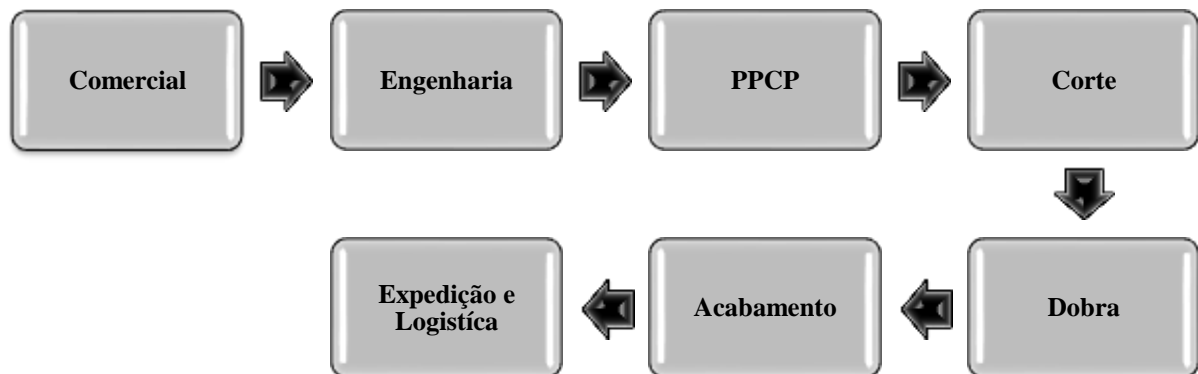 Comercial
Engenharia
PPCP
Corte
Dobra
Acabamento
Expedição e
Logistíca